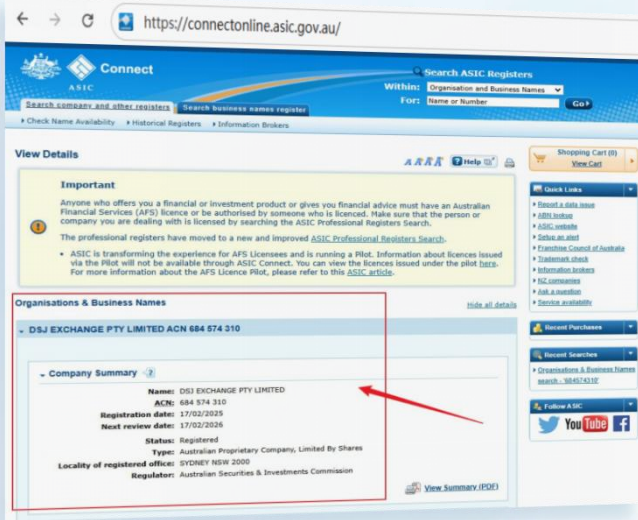 https://connectonline.asic.gov.au/
ASIC
Connect
Search ASIC Registers
Within: Organisation and Business Names
For: Name or Number
Go
Search company and other registers
Search business names register
Check Name Availability
Historical Registers
Information Brokers
View Details
A A A A
Help
Shopping Cart (0)
View Cart
Important
Anyone who offers you a financial or investment product or gives you financial advice must have an Australian
Financial Services (AFS) licence or be authorised by someone who is licenced. Make sure that the person or
company you are dealing with is licensed by searching the ASIC Professional Registers Search.
The professional registers have moved to a new and improved ASIC Professional Registers Search.
• ASIC is transforming the experience for AFS Licensees and is running a Pilot. Information about licences issued
via the Pilot will not be available through ASIC Connect. You can view the licences issued under the pilot here.
For more information about the AFS Licence Pilot, please refer to this ASIC article.
Quick Links
Report a data issue
ABN lookup
ASIC website
Setup an alert
Franchise Council of Australia
Trademark check
Information brokers
NZ companies
Ask a question
Service availability
Organisations & Business Names
Hide all details
DSJ EXCHANGE PTY LIMITED ACN 684 574 310
Company Summary
Name: DSJ EXCHANGE PTY LIMITED
ACN: 684 574 310
Registration date: 17/02/2025
Next review date: 17/02/2026
Status: Registered
Type: Australian Proprietary Company, Limited By Shares
Locality of registered office: SYDNEY NSW 2000
Regulator: Australian Securities & Investments Commission
View Summary (PDF)
Recent Purchases
Recent Searches
Organisations & Business Names
search - '684574310'
Follow ASIC
YouTube
f